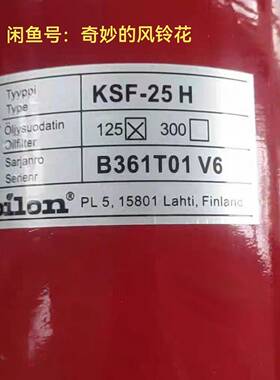 闲鱼号：奇妙的风铃花
Tyyppi
Type
KSF-25 H
Öljysuodatin
Oilfilter
125 300
Sarjanro
Serienr
B361T01 V6
PL 5, 15801 Lahti, Finland